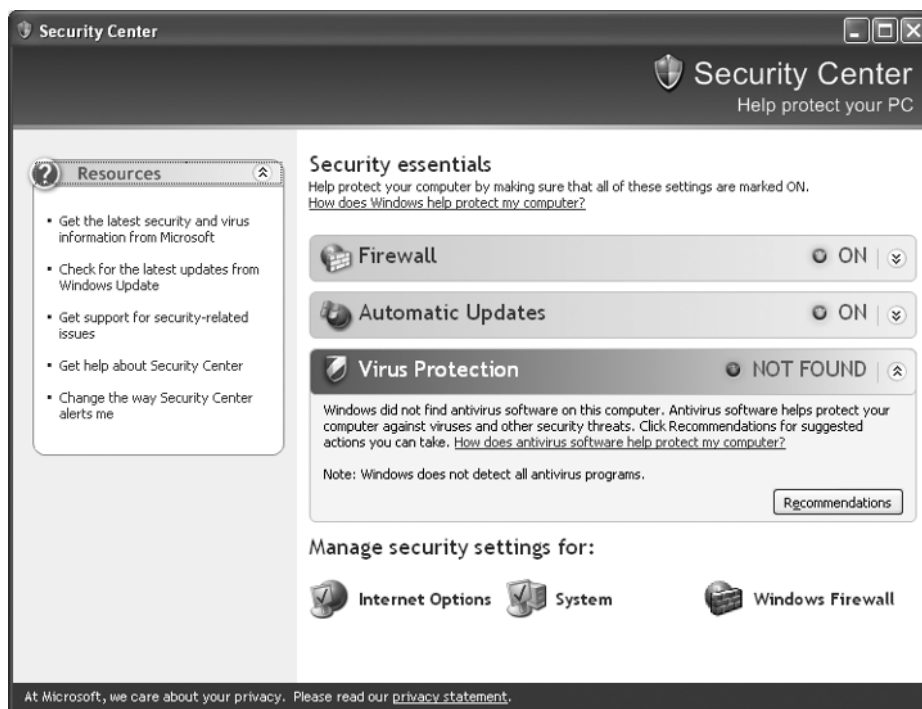 Security Center
Security Center
Help protect your PC
Resources
Get the latest security and virus
information from Microsoft
Check for the latest updates from
Windows Update
Get support for security-related
issues
Get help about Security Center
Change the way Security Center
alerts me
Security essentials
Help protect your computer by making sure that all of these settings are marked ON.
How does Windows help protect my computer?
Firewall ON
Automatic Updates ON
Virus Protection NOT FOUND
Windows did not find antivirus software on this computer. Antivirus software helps protect your
computer against viruses and other security threats. Click Recommendations for suggested
actions you can take. How does antivirus software help protect my computer?
Note: Windows does not detect all antivirus programs.
Recommendations
Manage security settings for:
Internet Options System Windows Firewall
At Microsoft, we care about your privacy. Please read our privacy statement.